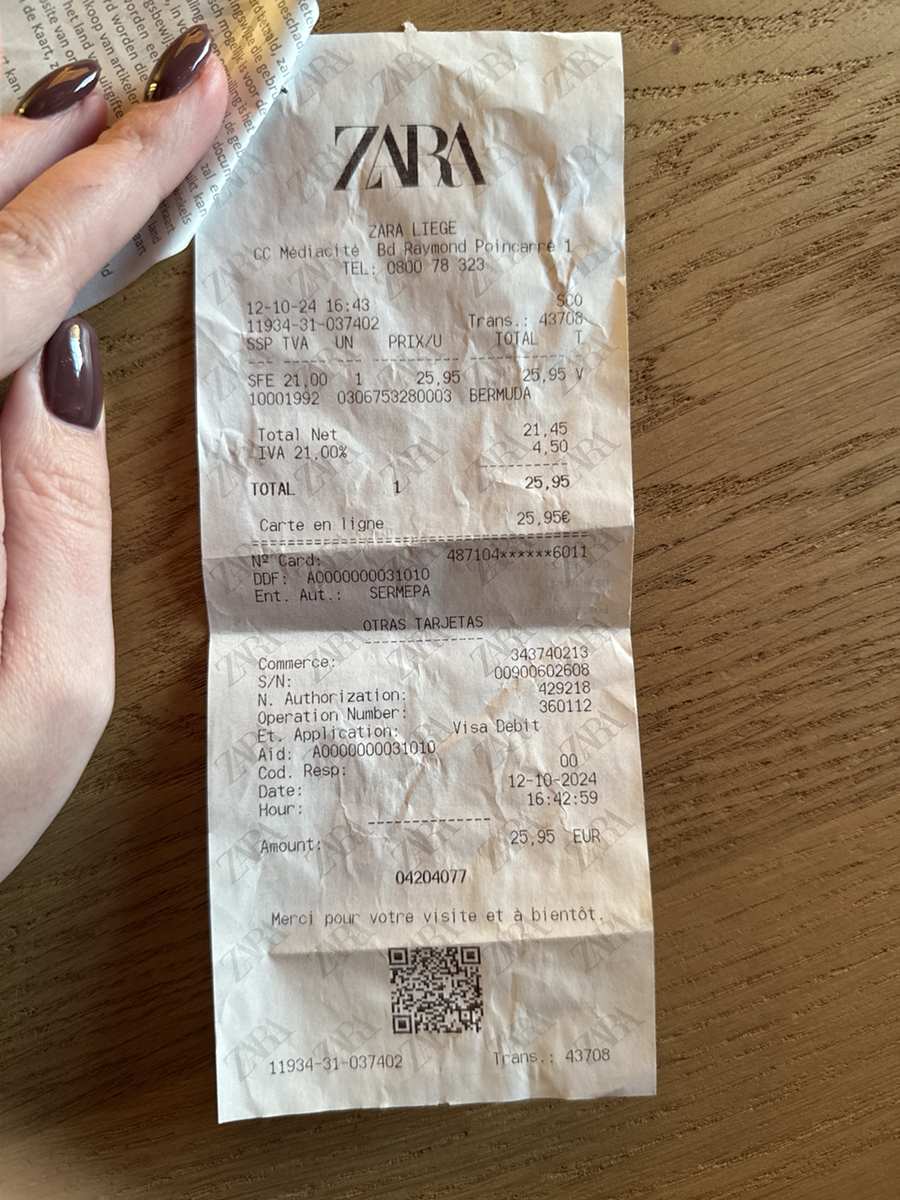 ZARA
ZARA LIEGE
CC Médiacité Bd Raymond Poincarré 1
TEL: 0800 78 323
12-10-24 16:43 SCO
11934-31-037402 Trans.: 43708
SSP TVA UN PRIX/U TOTAL T
SFE 21,00 1 25,95 25,95 V
10001992 0306753280003 BERMUDA
Total Net 21,45
IVA 21,00% 4,50
TOTAL 1 25,95
Carte en ligne 25,95€
Nº Card: 487104******6011
DDF: A0000000031010
Ent. Aut.: SERMEPA
OTRAS TARJETAS
Commerce: 343740213
S/N: 00900602608
N. Authorization: 429218
Operation Number: 360112
Et. Application: Visa Debit
Aid: A0000000031010
Cod. Resp: 00
Date: 12-10-2024
Hour: 16:42:59
Amount: 25,95 EUR
04204077
Merci pour votre visite et à bientôt.
11934-31-037402 Trans.: 43708